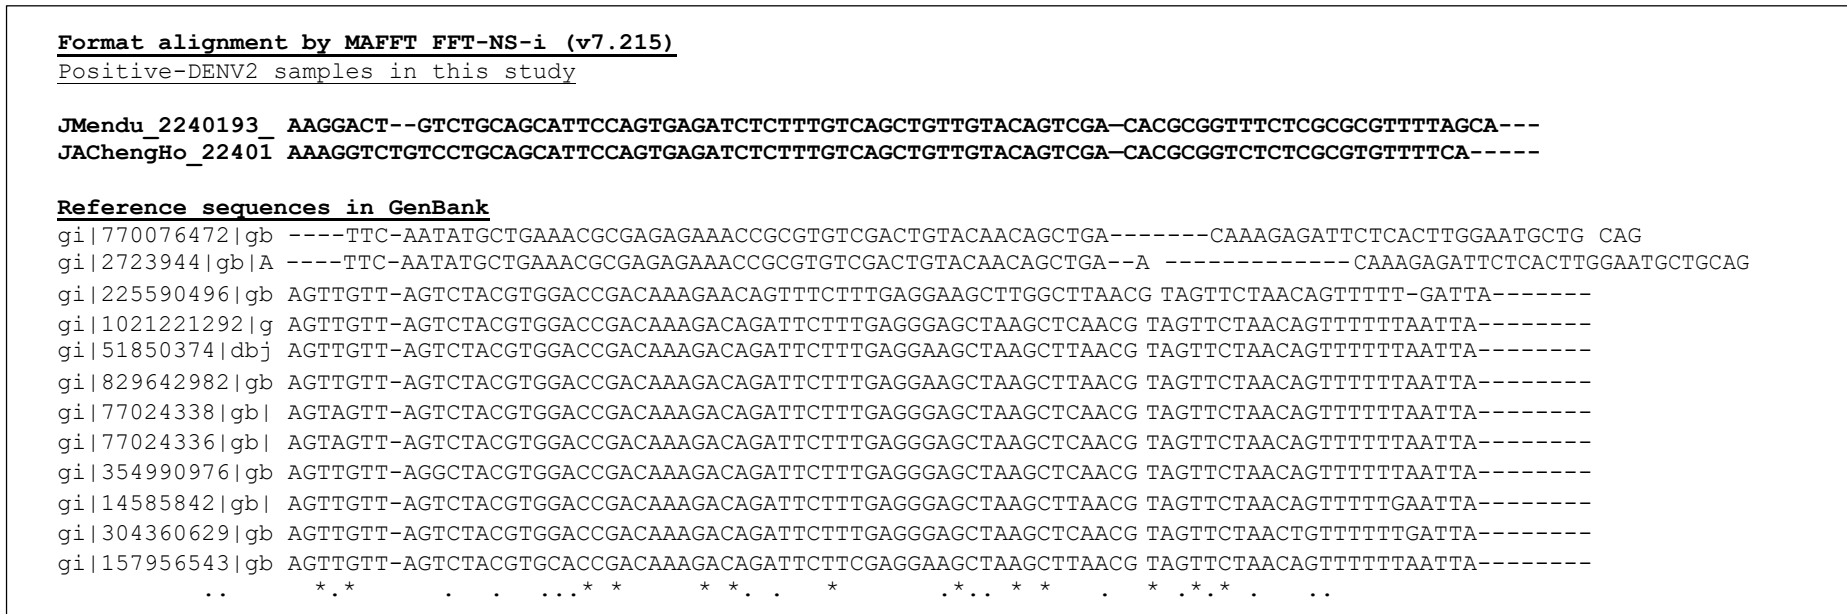 Format alignment by MAFFT FFT-NS-i (v7.215)
Positive-DENV2 samples in this study
JMendu_2240193_ AAGGACT--GTCTGCAGCATTCCAGTGAGATCTCTTTGTCAGCTGTTGTACAGTCGA—CACGCGGTTTCTCGCGCGTTTTAGCA---
JAChengHo_22401 AAAGGTCTGTCCTGCAGCATTCCAGTGAGATCTCTTTGTCAGCTGTTGTACAGTCGA—CACGCGGTCTCTCGCGTGTTTTCA-----
Reference sequences in GenBank
gi|770076472|gb ----TTC-AATATGCTGAAACGCGAGAGAAACCGCGTGTCGACTGTACAACAGCTGA-------CAAAGAGATTCTCACTTGGAATGCTG CAG
gi|2723944|gb|A ----TTC-AATATGCTGAAACGCGAGAGAAACCGCGTGTCGACTGTACAACAGCTGA--A -------------CAAAGAGATTCTCACTTGGAATGCTGCAG
gi|225590496|gb AGTTGTT-AGTCTACGTGGACCGACAAAGAACAGTTTCTTTGAGGAAGCTTGGCTTAACG TAGTTCTAACAGTTTTT-GATTA-------
gi|1021221292|g AGTTGTT-AGTCTACGTGGACCGACAAAGACAGATTCTTTGAGGGAGCTAAGCTCAACG TAGTTCTAACAGTTTTTTAATTA--------
gi|51850374|dbj AGTTGTT-AGTCTACGTGGACCGACAAAGACAGATTCTTTGAGGAAGCTAAGCTTAACG TAGTTCTAACAGTTTTTTAATTA--------
gi|829642982|gb AGTTGTT-AGTCTACGTGGACCGACAAAGACAGATTCTTTGAGGAAGCTAAGCTTAACG TAGTTCTAACAGTTTTTTAATTA--------
gi|77024338|gb| AGTAGTT-AGTCTACGTGGACCGACAAAGACAGATTCTTTGAGGGAGCTAAGCTCAACG TAGTTCTAACAGTTTTTTAATTA--------
gi|77024336|gb| AGTAGTT-AGTCTACGTGGACCGACAAAGACAGATTCTTTGAGGGAGCTAAGCTCAACG TAGTTCTAACAGTTTTTTAATTA--------
gi|354990976|gb AGTTGTT-AGGCTACGTGGACCGACAAAGACAGATTCTTTGAGGGAGCTAAGCTCAACG TAGTTCTAACAGTTTTTTAATTA--------
gi|14585842|gb| AGTTGTT-AGTCTACGTGGACCGACAAAGACAGATTCTTTGAGGGAGCTAAGCTTAACG TAGTTCTAACAGTTTTTGAATTA--------
gi|304360629|gb AGTTGTT-AGTCTACGTGGACCGACAAAGACAGATTCTTTGAGGGAGCTAAGCTCAACG TAGTTCTAACTGTTTTTTGATTA--------
gi|157956543|gb AGTTGTT-AGTCTACGTGCACCGACAAAGACAGATTCTTCGAGGAAGCTAAGCTTAACG TAGTTCTAACAGTTTTTTAATTA--------
.. *.* . . ...* * * *. . * .*.. * * . * .*.* . ..